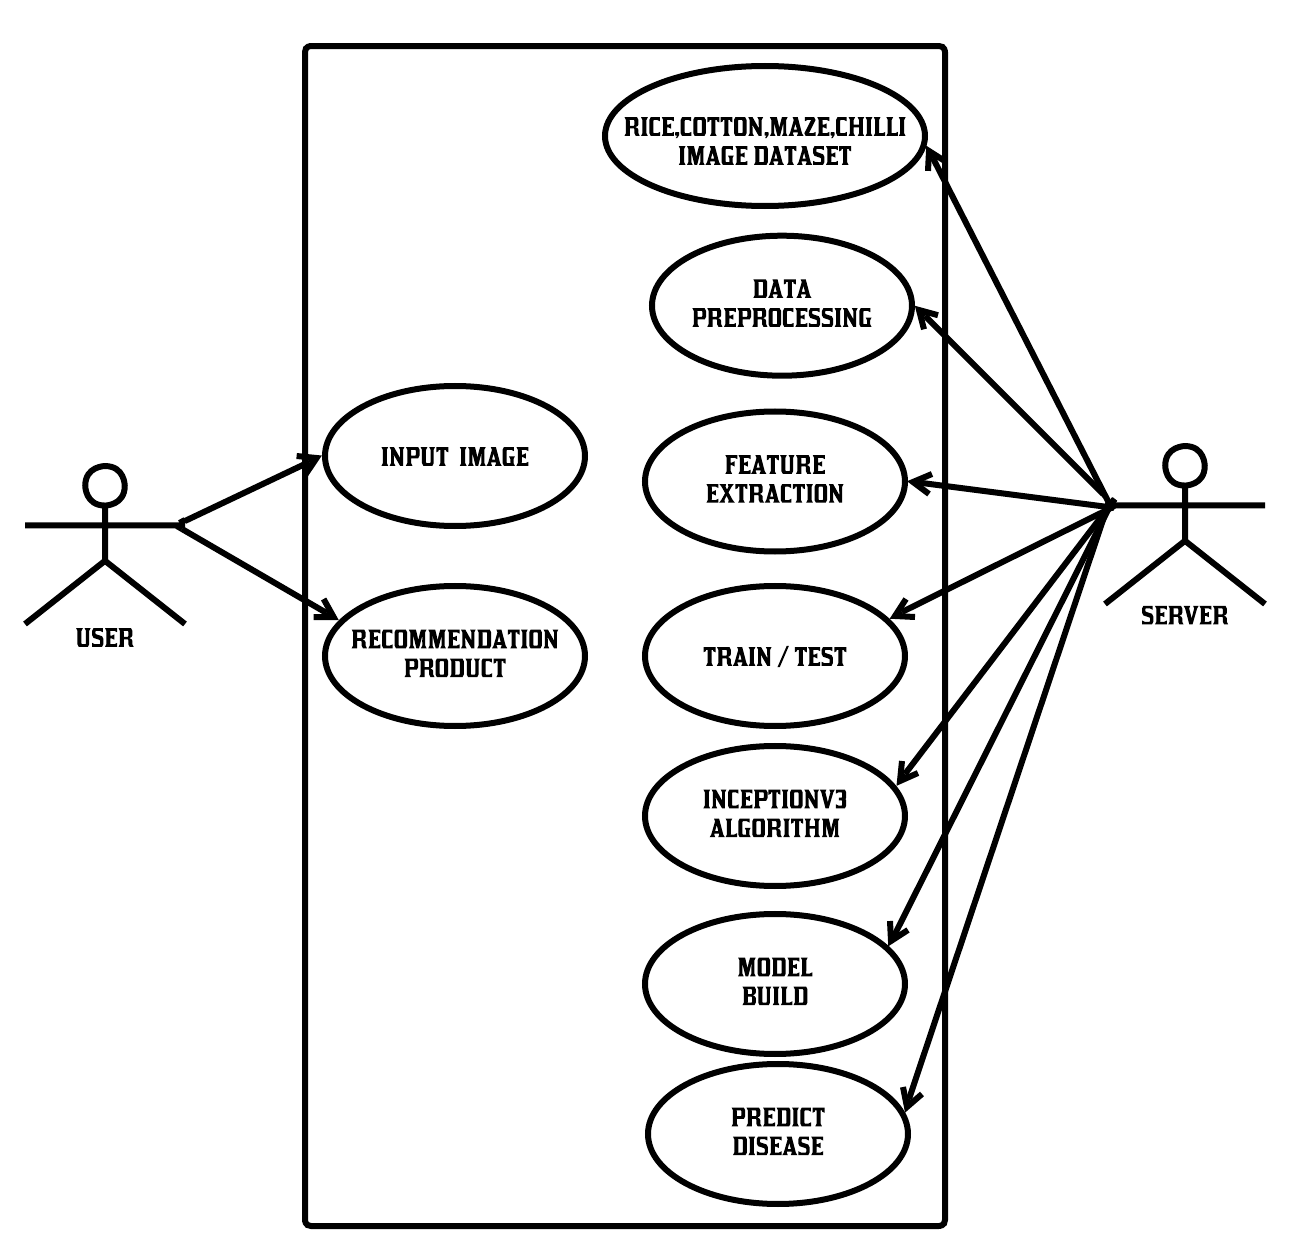 RICE,COTTON,MAZE,CHILLI
IMAGE DATASET
DATA
PREPROCESSING
INPUT IMAGE
FEATURE
EXTRACTION
USER
SERVER
RECOMMENDATION
PRODUCT
TRAIN / TEST
INCEPTIONV3
ALGORITHM
MODEL
BUILD
PREDICT
DISEASE